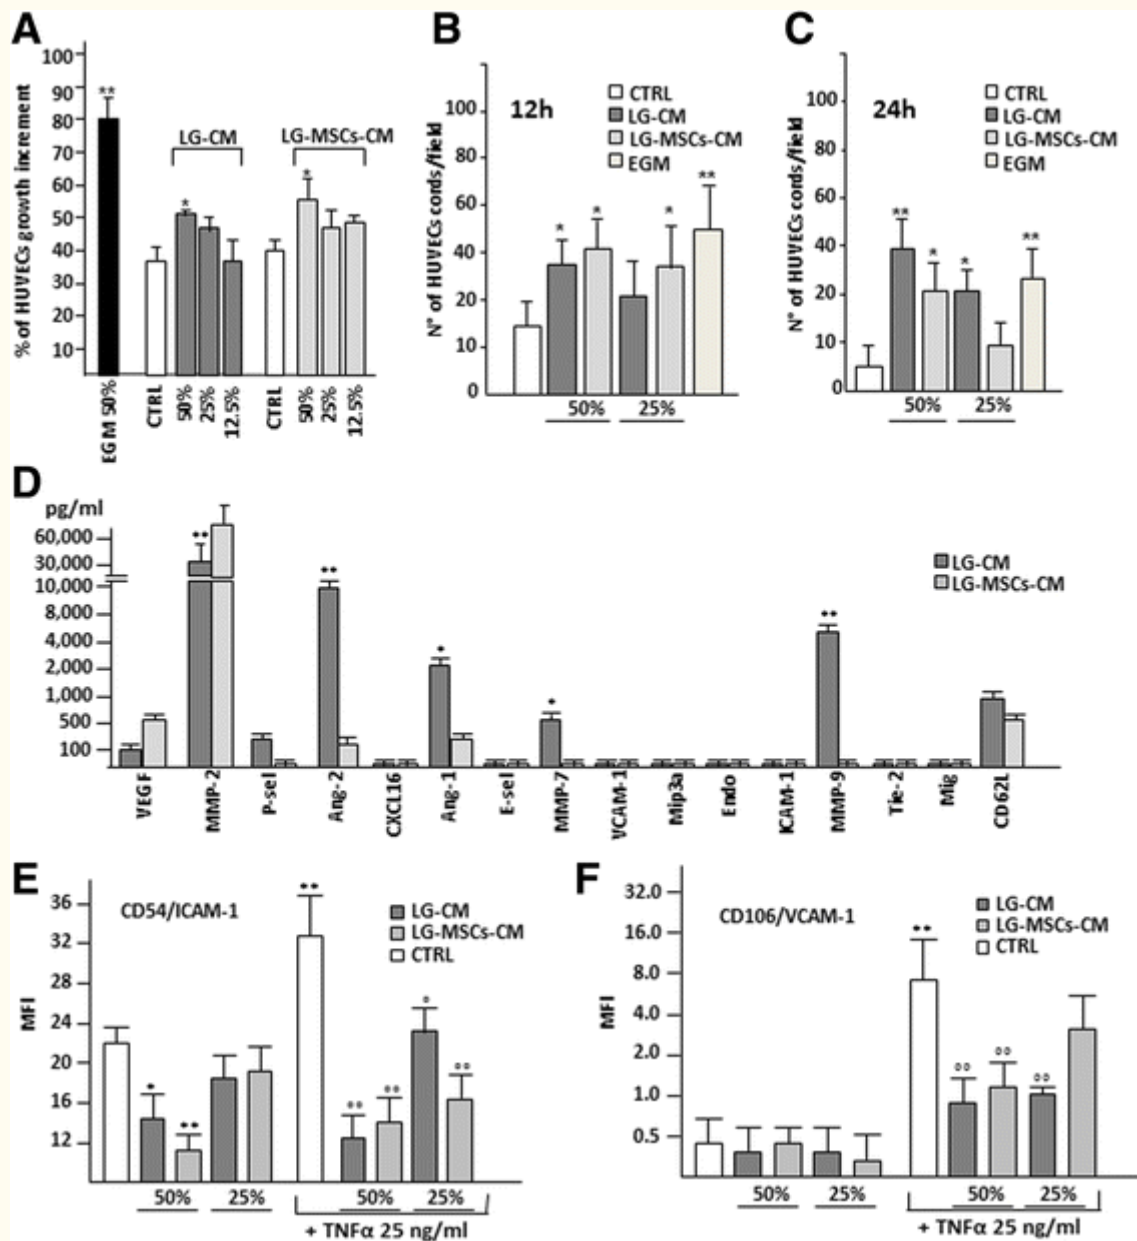 A
% of HUVECs growth increment
100
90
80
70
60
50
40
30
20
10
**
LG-CM
*
LG-MSCs-CM
*
EGM 50%
CTRL
50%
25%
12.5%
CTRL
50%
25%
12.5%
B
N° of HUVECs cords/field
100
60
40
20
10
0
12h
CTRL
LG-CM
LG-MSCs-CM
EGM
*
*
*
**
50%
25%
C
N° of HUVECs cords/field
100
60
40
20
10
0
24h
CTRL
LG-CM
LG-MSCs-CM
EGM
**
*
*
**
50%
25%
D
pg/ml
60,000
30,000
10,000
8,000
4,000
2,000
1,000
500
100
**
**
*
*
**
LG-CM
LG-MSCs-CM
VEGF
MMP-2
P-sel
Ang-2
CXCL16
Ang-1
E-sel
MMP-7
VCAM-1
Mip3a
Endo
ICAM-1
MMP-9
Tie-2
Mig
CD62L
E
MFI
36
32
28
24
20
16
12
CD54/ICAM-1
LG-CM
LG-MSCs-CM
CTRL
*
**
**
°°
°°
°
°°
50%
25%
50%
25%
+ TNFα 25 ng/ml
F
MFI
32.0
16.0
8.0
4.0
2.0
1.0
0.5
CD106/VCAM-1
LG-CM
LG-MSCs-CM
CTRL
**
°°
°°
°°
50%
25%
50%
25%
+ TNFα 25 ng/ml